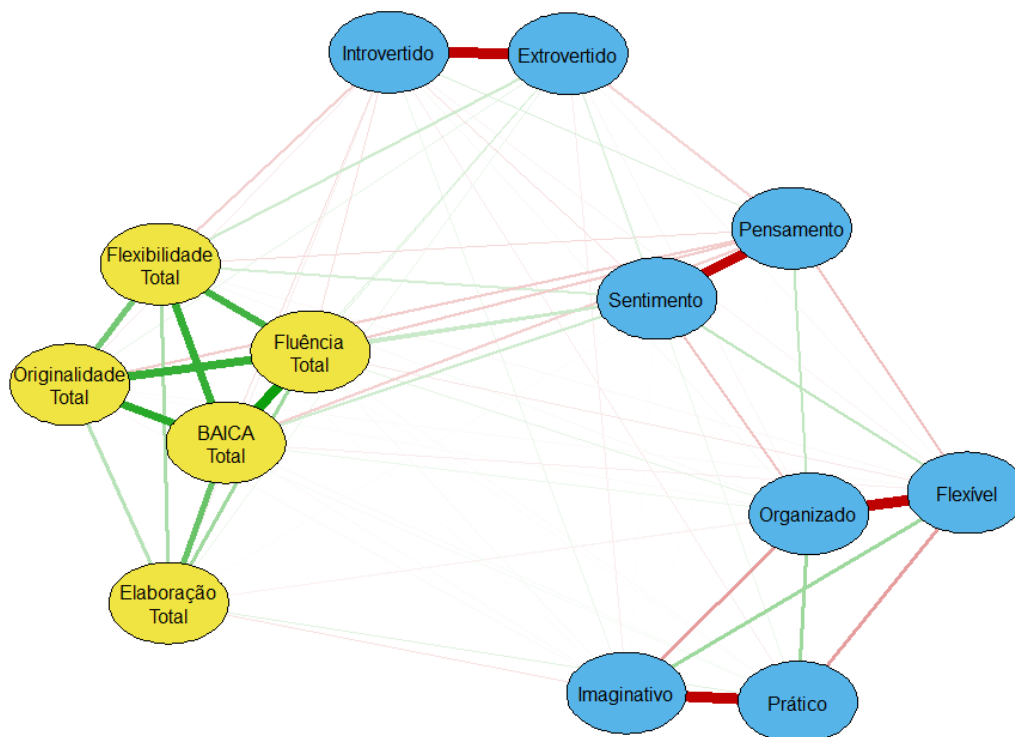 Introvertido
Extrovertido
Pensamento
Flexibilidade
Total
Sentimento
Fluência
Total
Originalidade
Total
BAICA
Total
Flexível
Organizado
Elaboração
Total
Imaginativo
Prático